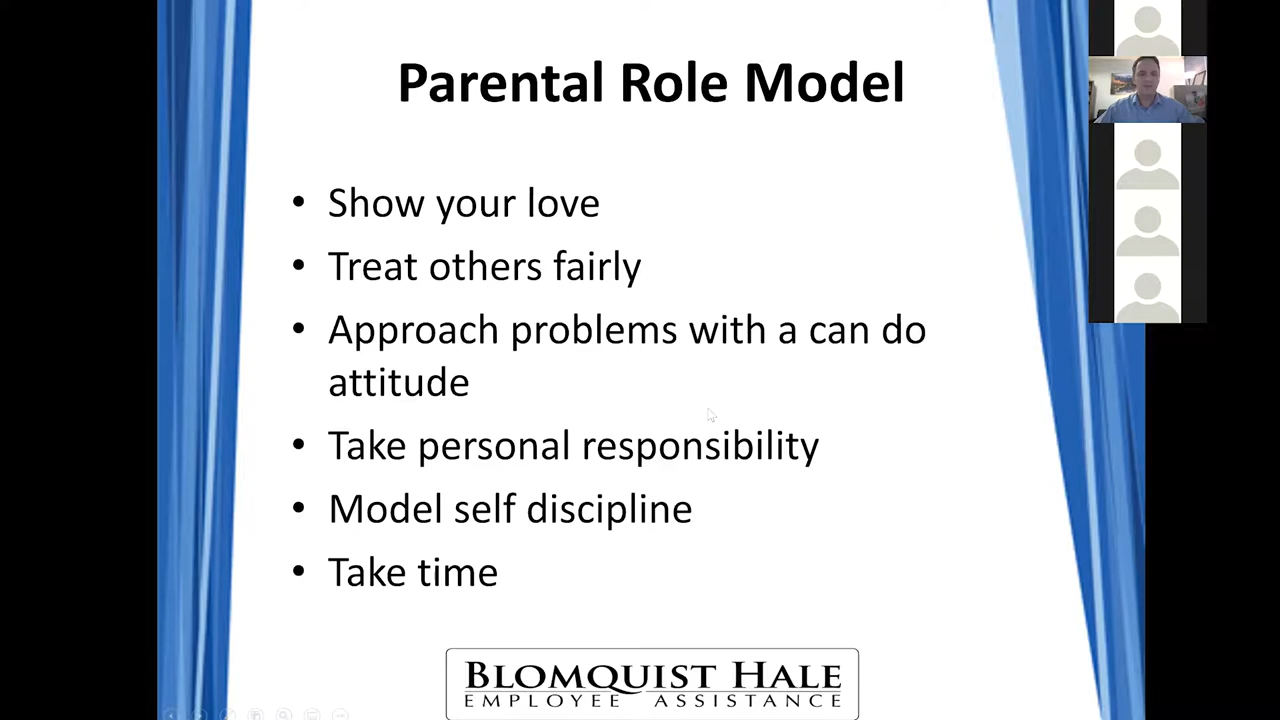 Parental Role Model
• Show your love
• Treat others fairly
• Approach problems with a can do
attitude
• Take personal responsibility
• Model self discipline
• Take time
BLOMQUIST HALE
EMPLOYEE ASSISTANCE